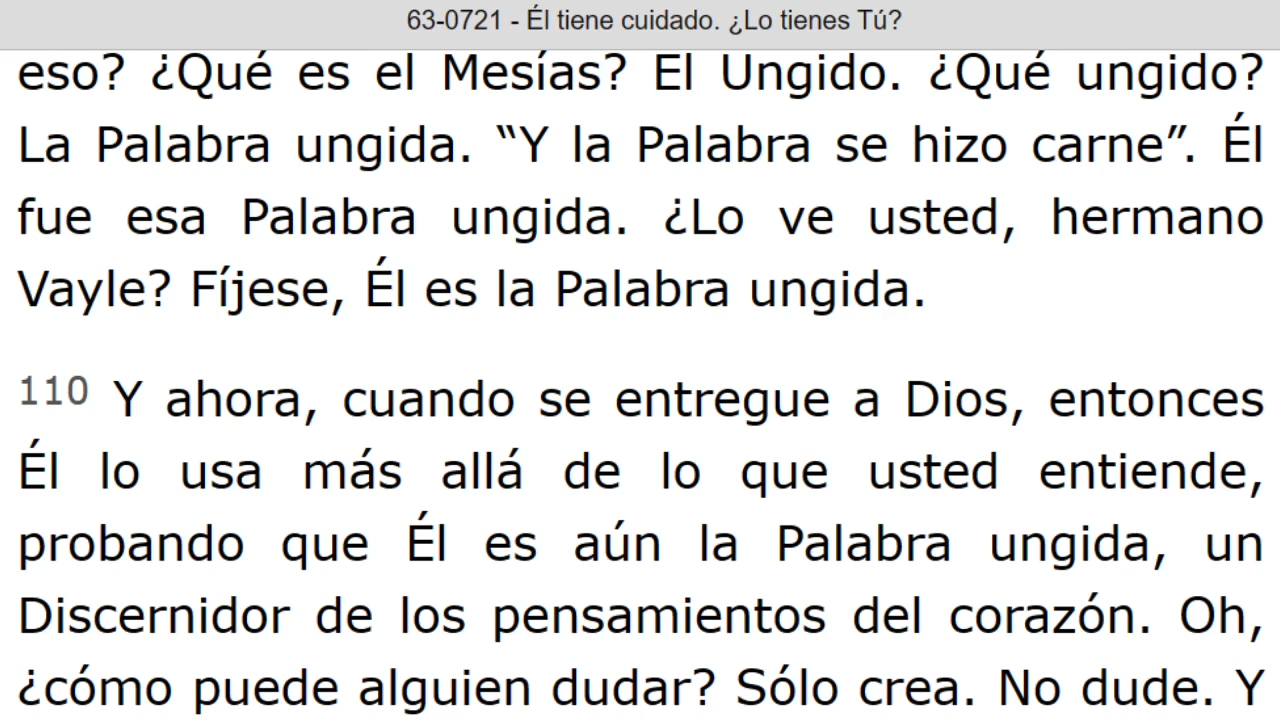 63-0721 - Él tiene cuidado. ¿Lo tienes Tú?
eso? ¿Qué es el Mesías? El Ungido. ¿Qué ungido?
La Palabra ungida. “Y la Palabra se hizo carne”. Él
fue esa Palabra ungida. ¿Lo ve usted, hermano
Vayle? Fíjese, Él es la Palabra ungida.
110 Y ahora, cuando se entregue a Dios, entonces
Él lo usa más allá de lo que usted entiende,
probando que Él es aún la Palabra ungida, un
Discernidor de los pensamientos del corazón. Oh,
¿cómo puede alguien dudar? Sólo crea. No dude. Y